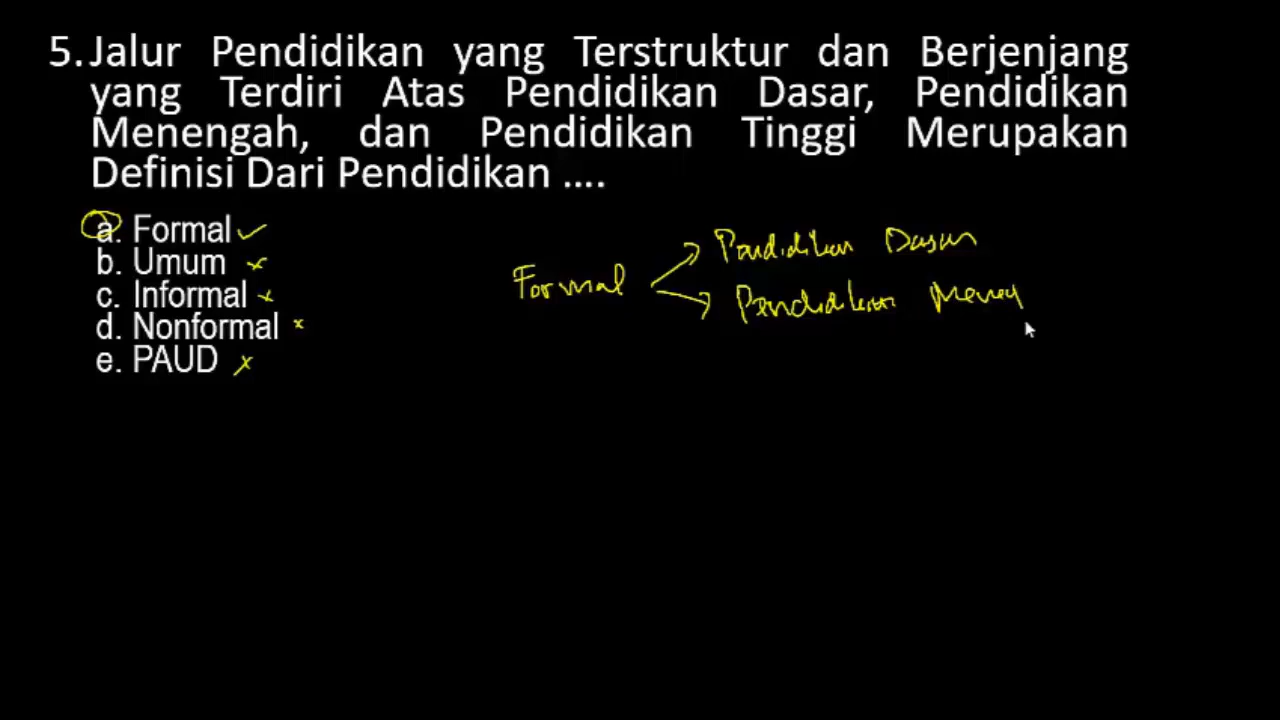 5. Jalur Pendidikan yang Terstruktur dan Berjenjang
yang Terdiri Atas Pendidikan Dasar, Pendidikan
Menengah, dan Pendidikan Tinggi Merupakan
Definisi Dari Pendidikan ....
a. Formal
b. Umum
c. Informal
d. Nonformal
e. PAUD
Formal
Pendidikan Dasar
Pendidikan Meneng